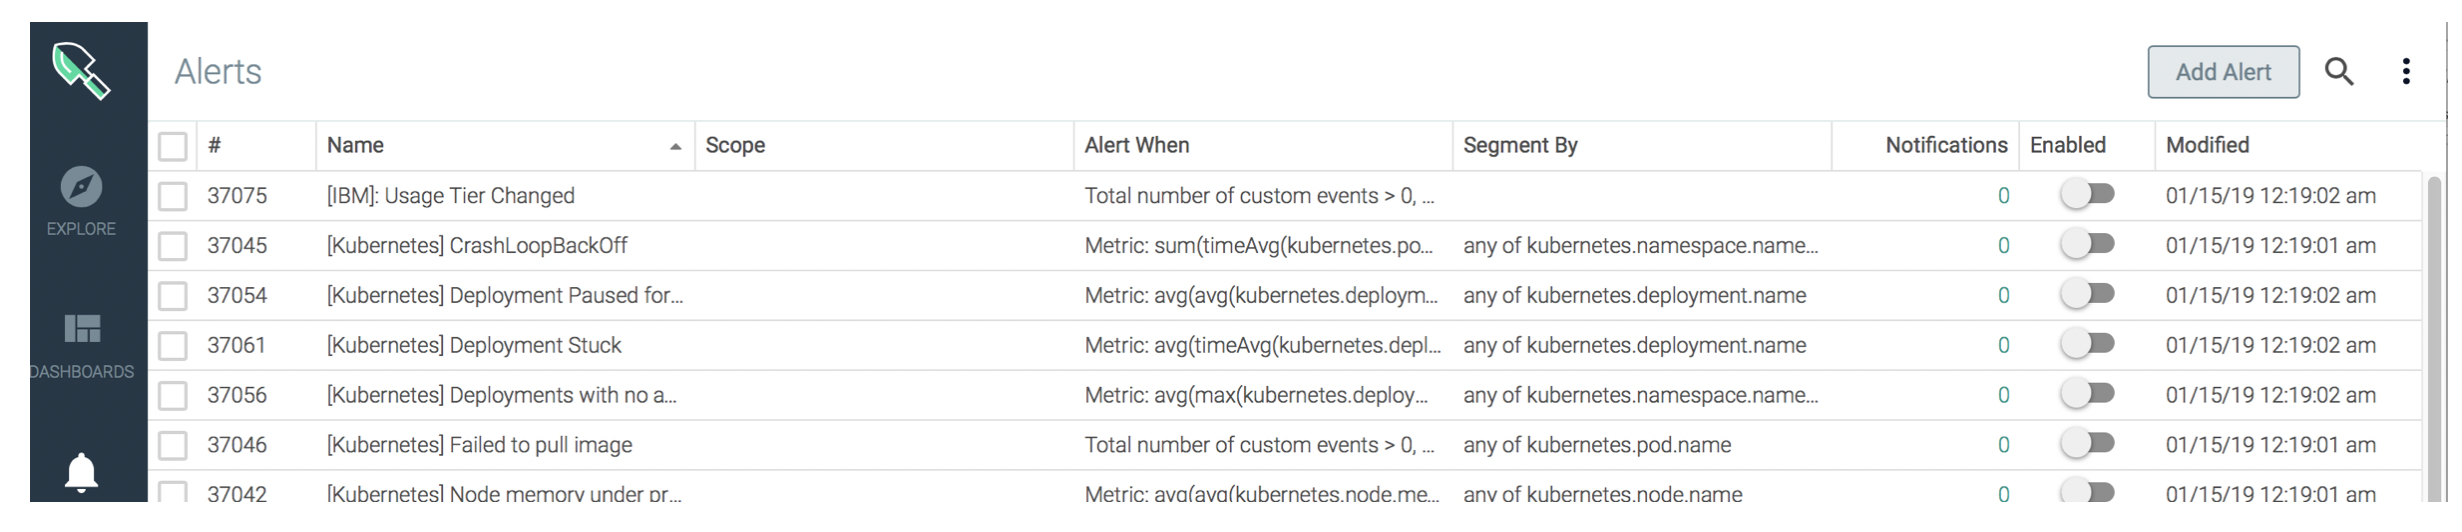 Alerts
Add Alert
# Name Scope Alert When Segment By Notifications Enabled Modified
37075 [IBM]: Usage Tier Changed Total number of custom events > 0, ... 0 01/15/19 12:19:02 am
EXPLORE
37045 [Kubernetes] CrashLoopBackOff Metric: sum(timeAvg(kubernetes.po... any of kubernetes.namespace.name... 0 01/15/19 12:19:01 am
37054 [Kubernetes] Deployment Paused for... Metric: avg(avg(kubernetes.deploym... any of kubernetes.deployment.name 0 01/15/19 12:19:02 am
37061 [Kubernetes] Deployment Stuck Metric: avg(timeAvg(kubernetes.depl... any of kubernetes.deployment.name 0 01/15/19 12:19:02 am
DASHBOARDS
37056 [Kubernetes] Deployments with no a... Metric: avg(max(kubernetes.deploy... any of kubernetes.namespace.name... 0 01/15/19 12:19:02 am
37046 [Kubernetes] Failed to pull image Total number of custom events > 0, ... any of kubernetes.pod.name 0 01/15/19 12:19:01 am
37042 [Kubernetes] Node memory under pr... Metric: avg(avg(kubernetes.node.me... any of kubernetes.node.name 0 01/15/19 12:19:01 am